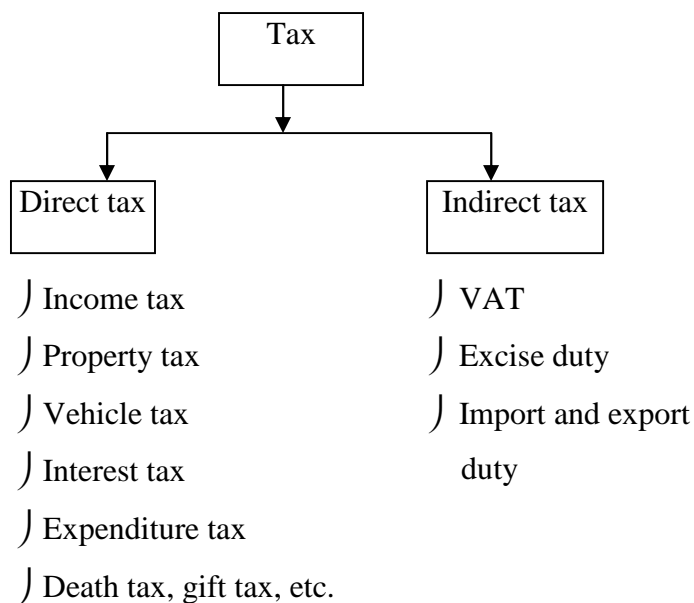 Tax
Direct tax
Indirect tax
⌡ Income tax
⌡ Property tax
⌡ Vehicle tax
⌡ Interest tax
⌡ Expenditure tax
⌡ Death tax, gift tax, etc.
⌡ VAT
⌡ Excise duty
⌡ Import and export
duty